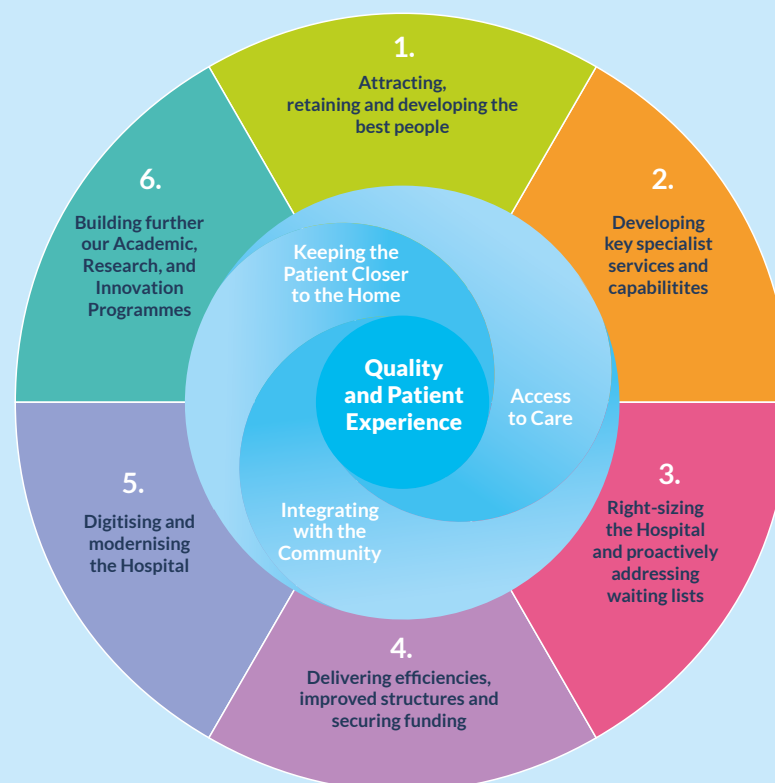 1.
Attracting,
retaining and developing the
best people
2.
Developing
key specialist
services and
capabilitites
3.
Right-sizing
the Hospital
and proactively
addressing
waiting lists
4.
Delivering efficiencies,
improved structures and
securing funding
5.
Digitising and
modernising
the Hospital
6.
Building further
our Academic,
Research, and
Innovation
Programmes
Keeping the
Patient Closer
to the Home
Access
to Care
Integrating
with the
Community
Quality
and Patient
Experience